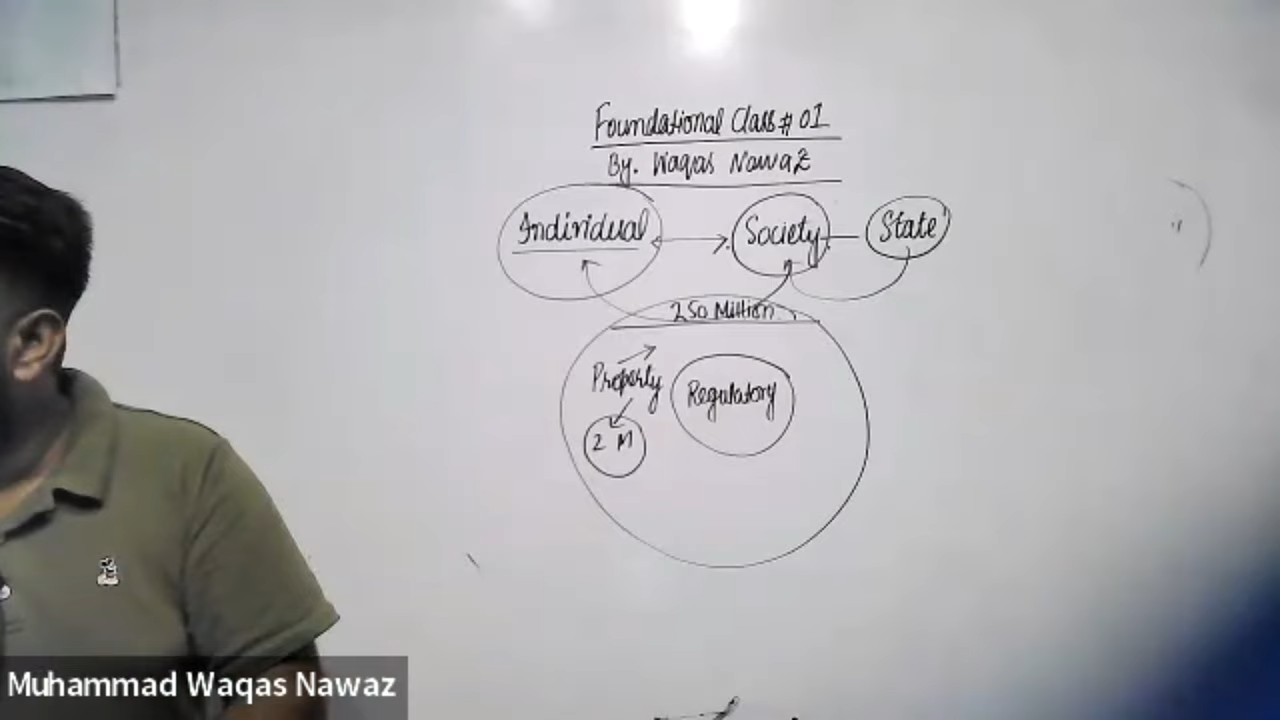 Foundational Class # 01
By. Waqas Nawaz
Individual Society State
250 Million
Property Regulatory
2 M
Muhammad Waqas Nawaz